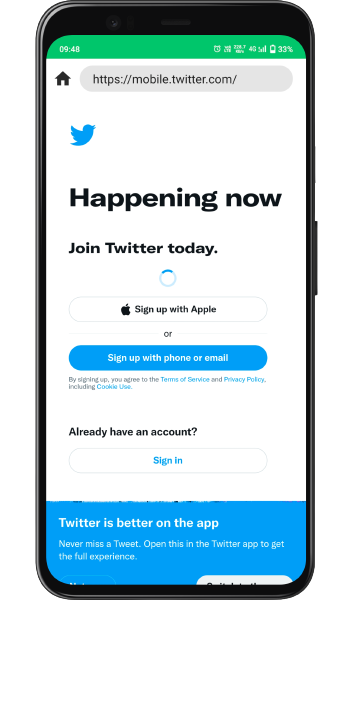 09:48
4G 33%
https://mobile.twitter.com/
Happening now
Join Twitter today.
Sign up with Apple
or
Sign up with phone or email
By signing up, you agree to the Terms of Service and Privacy Policy,
including Cookie Use.
Already have an account?
Sign in
Twitter is better on the app
Never miss a Tweet. Open this in the Twitter app to get
the full experience.